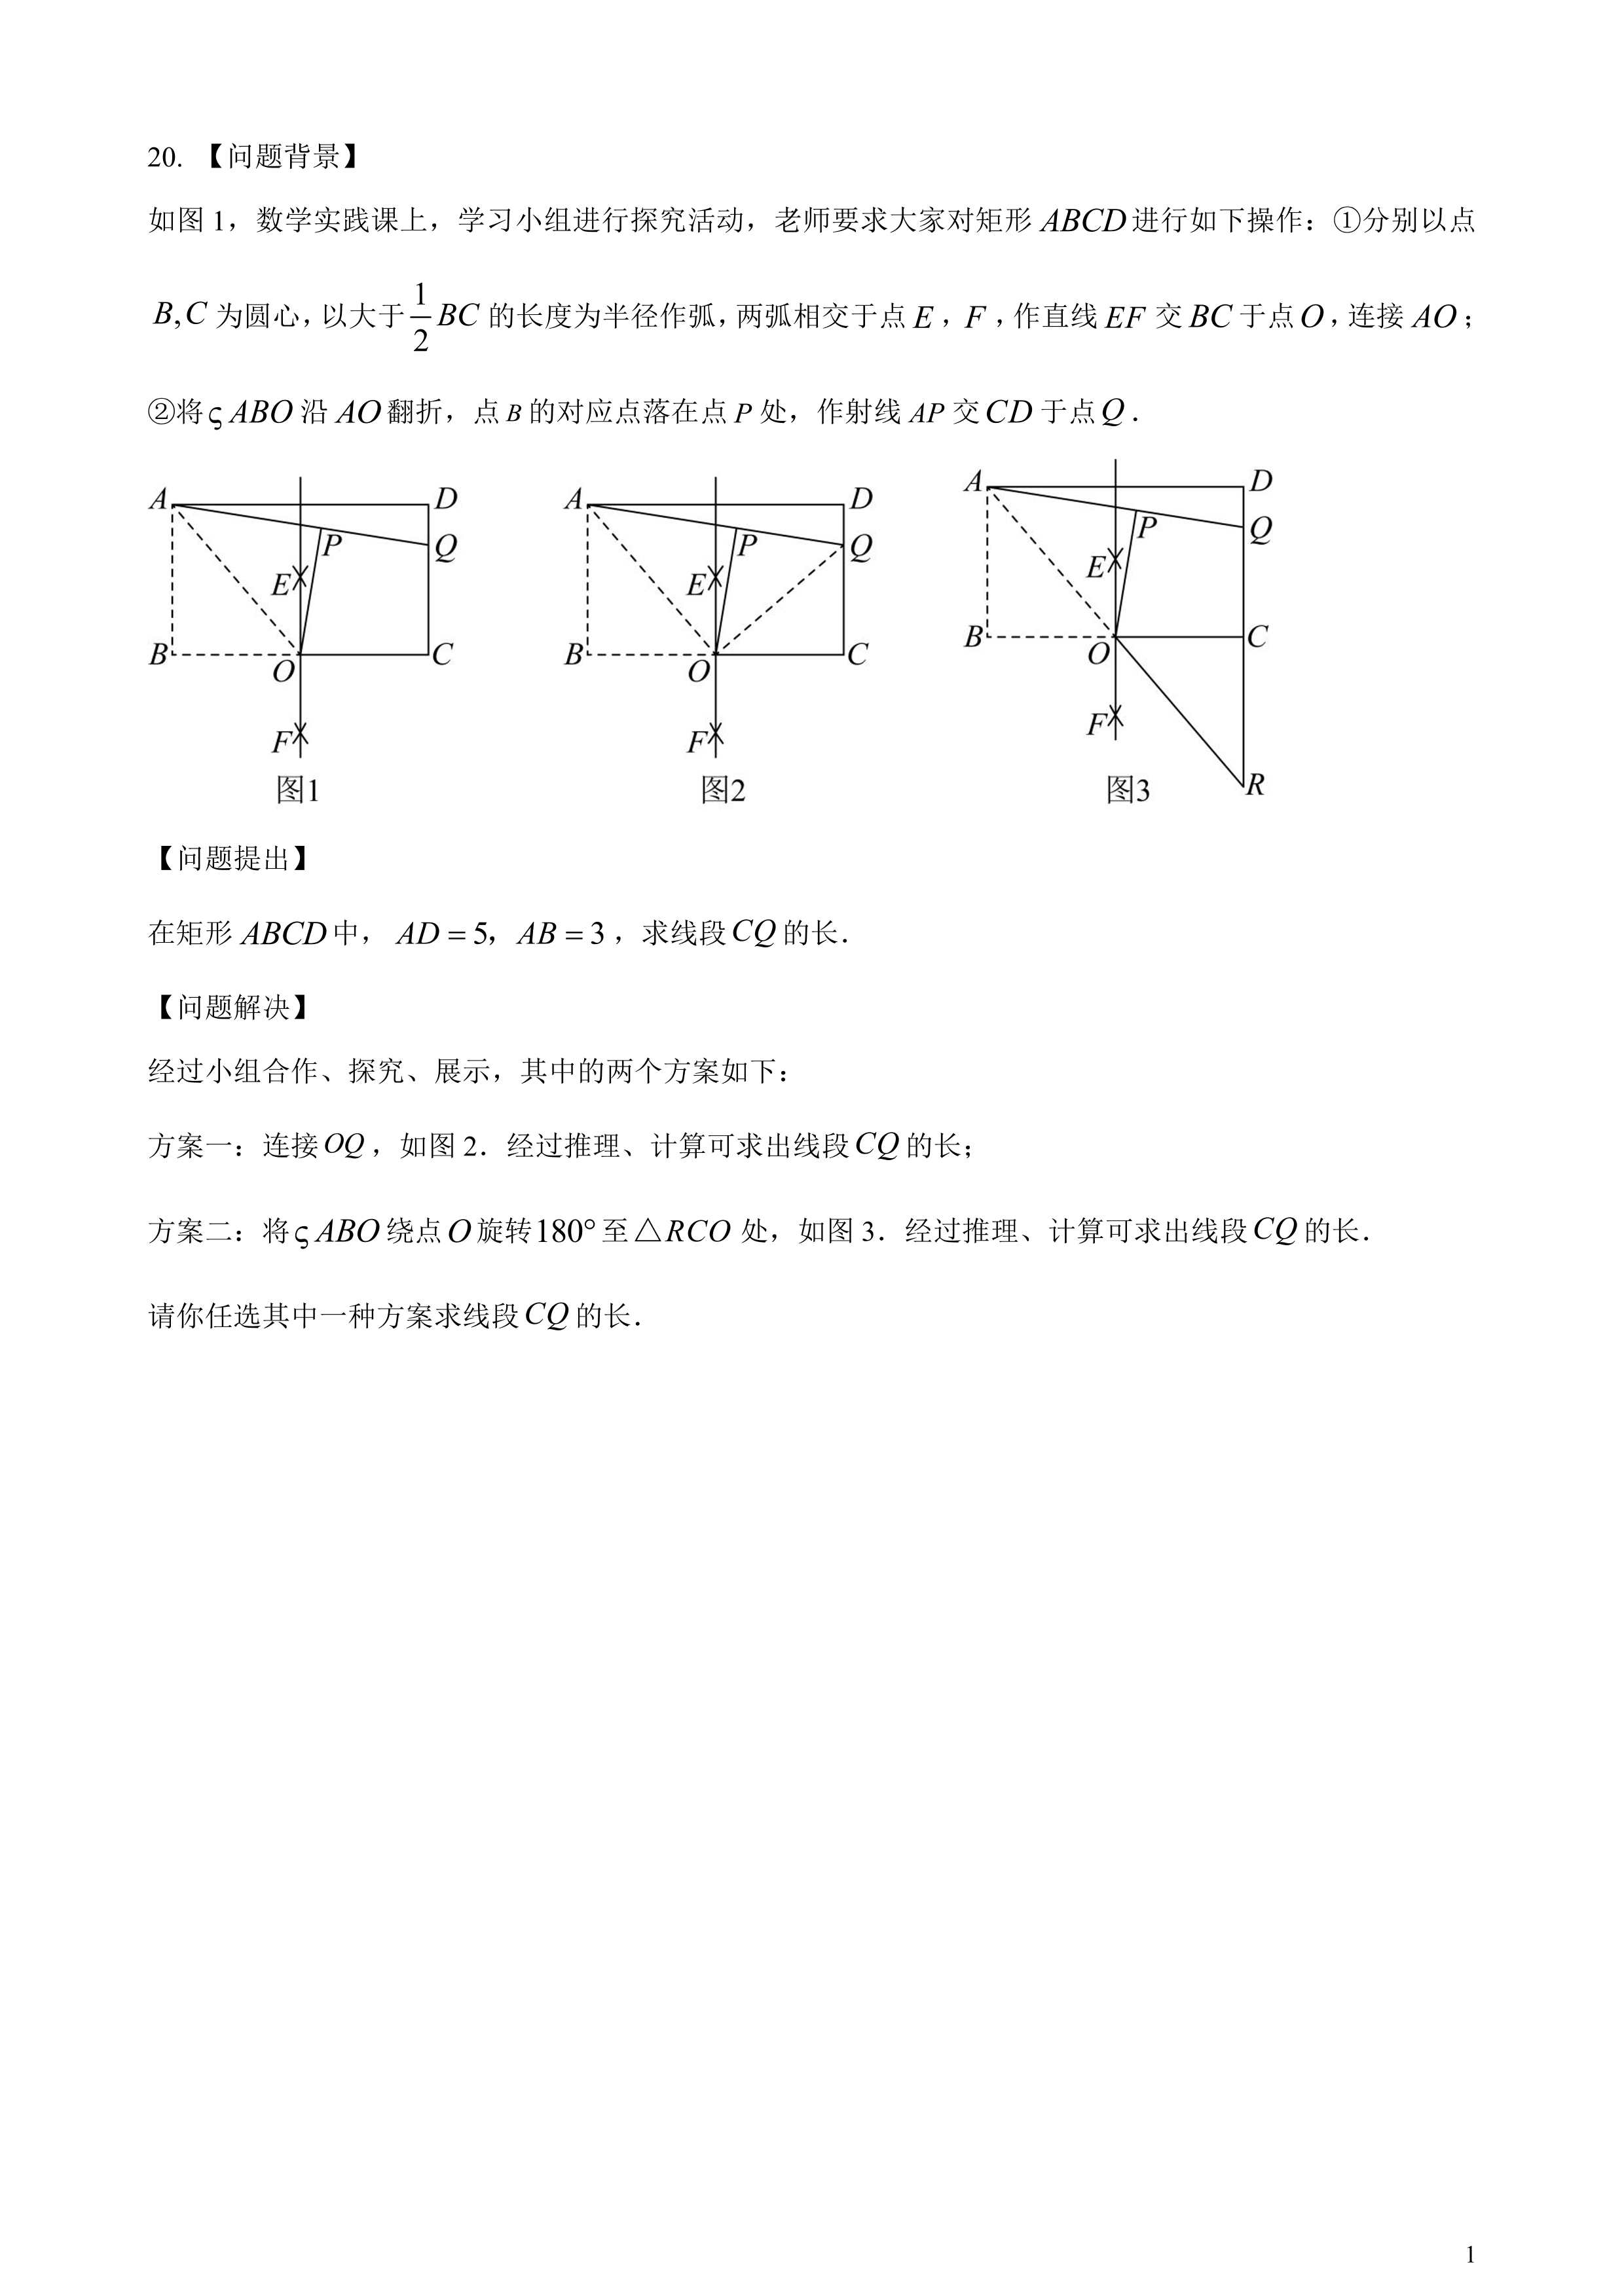 20. 【问题背景】
如图 1，数学实践课上，学习小组进行探究活动，老师要求大家对矩形 ABCD 进行如下操作：①分别以点
B,C 为圆心，以大于 1/2 BC 的长度为半径作弧，两弧相交于点 E，F，作直线 EF 交 BC 于点 O，连接 AO；
②将 ς ABO 沿 AO 翻折，点 B 的对应点落在点 P 处，作射线 AP 交 CD 于点 Q．
A D P Q E B O C F
图1
A D P Q E B O C F
图2
A D P Q E B O C F R
图3
【问题提出】
在矩形 ABCD 中， AD = 5，AB = 3，求线段 CQ 的长．
【问题解决】
经过小组合作、探究、展示，其中的两个方案如下：
方案一：连接 OQ，如图 2．经过推理、计算可求出线段 CQ 的长；
方案二：将 ς ABO 绕点 O 旋转180° 至 △RCO 处，如图 3．经过推理、计算可求出线段 CQ 的长．
请你任选其中一种方案求线段 CQ 的长．
1